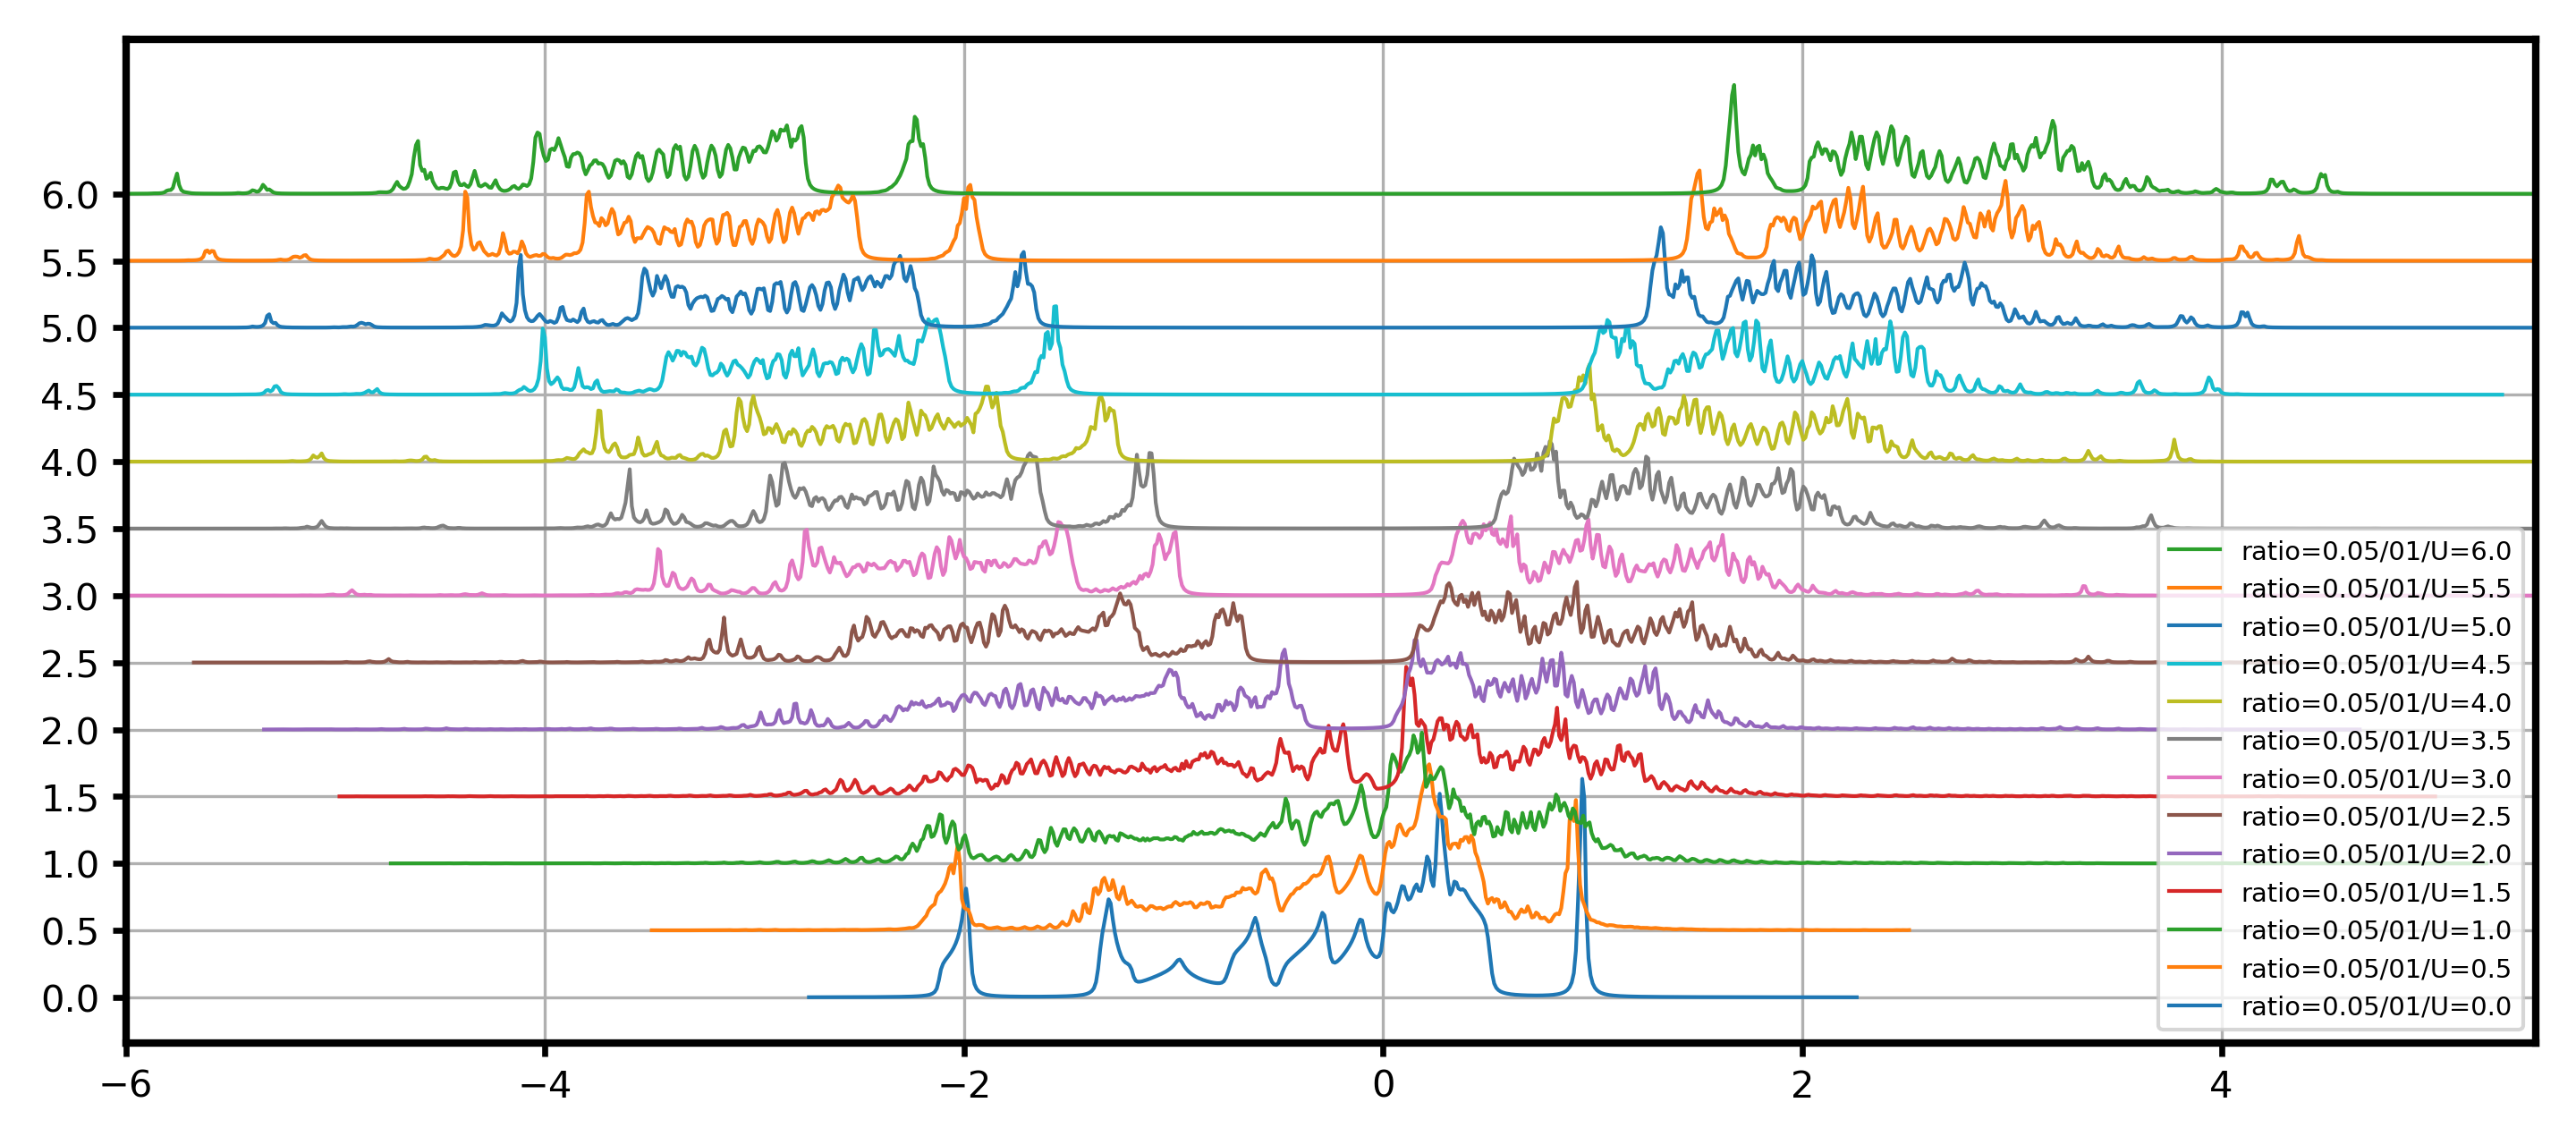 6.0
5.5
5.0
4.5
4.0
3.5
3.0
2.5
2.0
1.5
1.0
0.5
0.0
ratio=0.05/01/U=6.0
ratio=0.05/01/U=5.5
ratio=0.05/01/U=5.0
ratio=0.05/01/U=4.5
ratio=0.05/01/U=4.0
ratio=0.05/01/U=3.5
ratio=0.05/01/U=3.0
ratio=0.05/01/U=2.5
ratio=0.05/01/U=2.0
ratio=0.05/01/U=1.5
ratio=0.05/01/U=1.0
ratio=0.05/01/U=0.5
ratio=0.05/01/U=0.0
−6 −4 −2 0 2 4